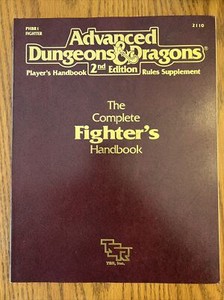 PHBR1
FIGHTER
2110
Advanced
Dungeons & Dragons
Player's Handbook 2nd Edition Rules Supplement
The
Complete
Fighter's
Handbook
TSR
TSR, Inc.